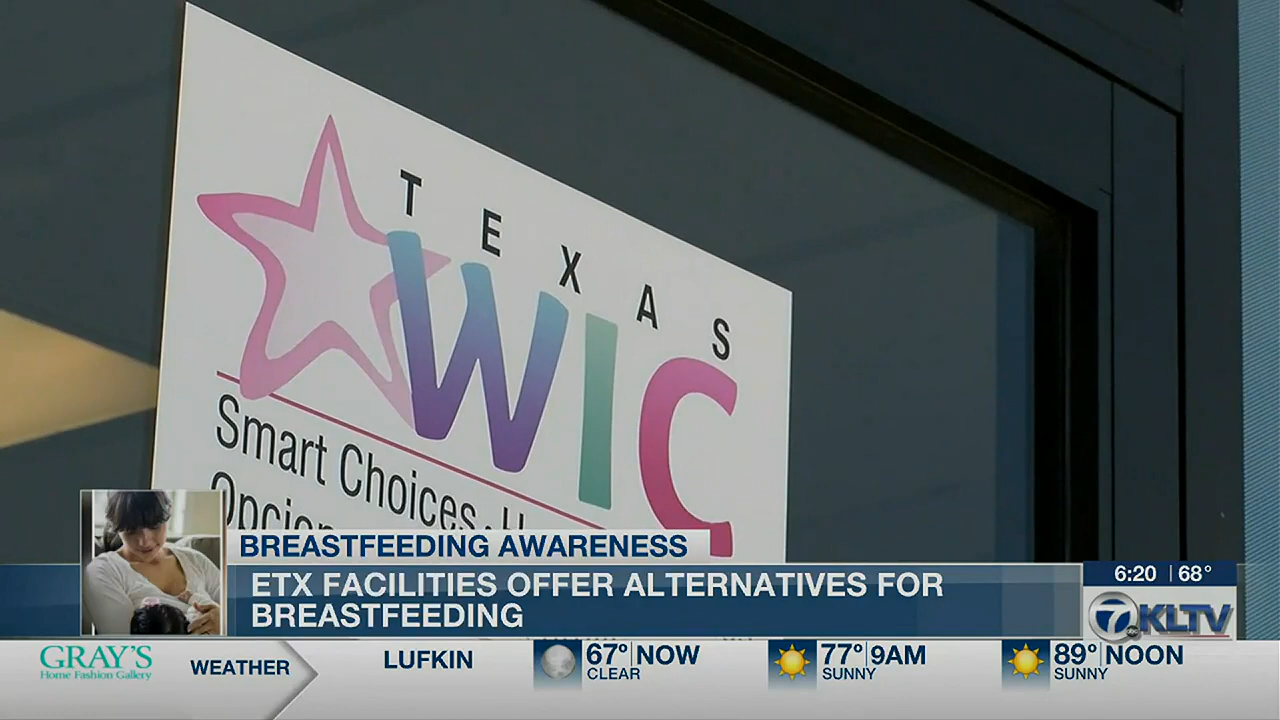 TEXAS
WIC
Smart Choices
BREASTFEEDING AWARENESS
ETX FACILITIES OFFER ALTERNATIVES FOR
BREASTFEEDING
6:20 | 68°
7 KLTV
abc
GRAY'S
Home Fashion Gallery
WEATHER
LUFKIN
67° NOW
CLEAR
77° 9AM
SUNNY
89° NOON
SUNNY